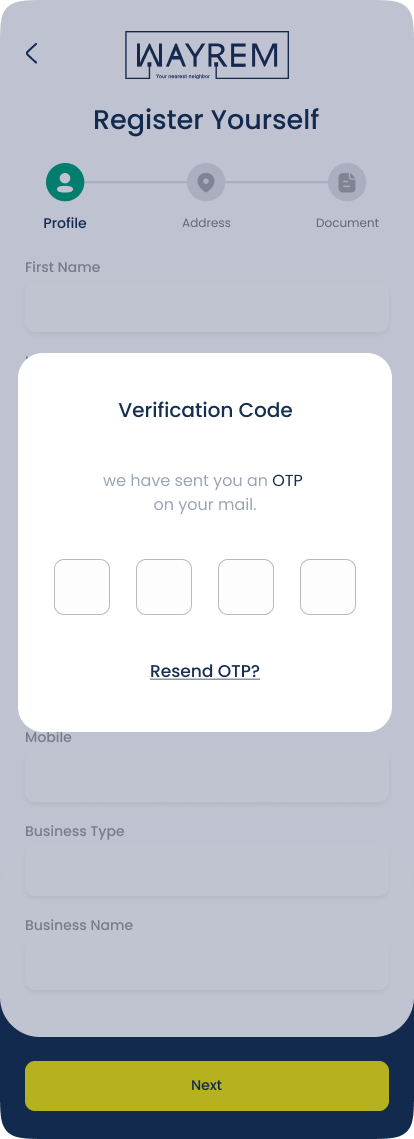 WAYREM
Your nearest neighbor
Register Yourself
Profile
Address
Document
First Name
Verification Code
we have sent you an OTP
on your mail.
Resend OTP?
Mobile
Business Type
Business Name
Next